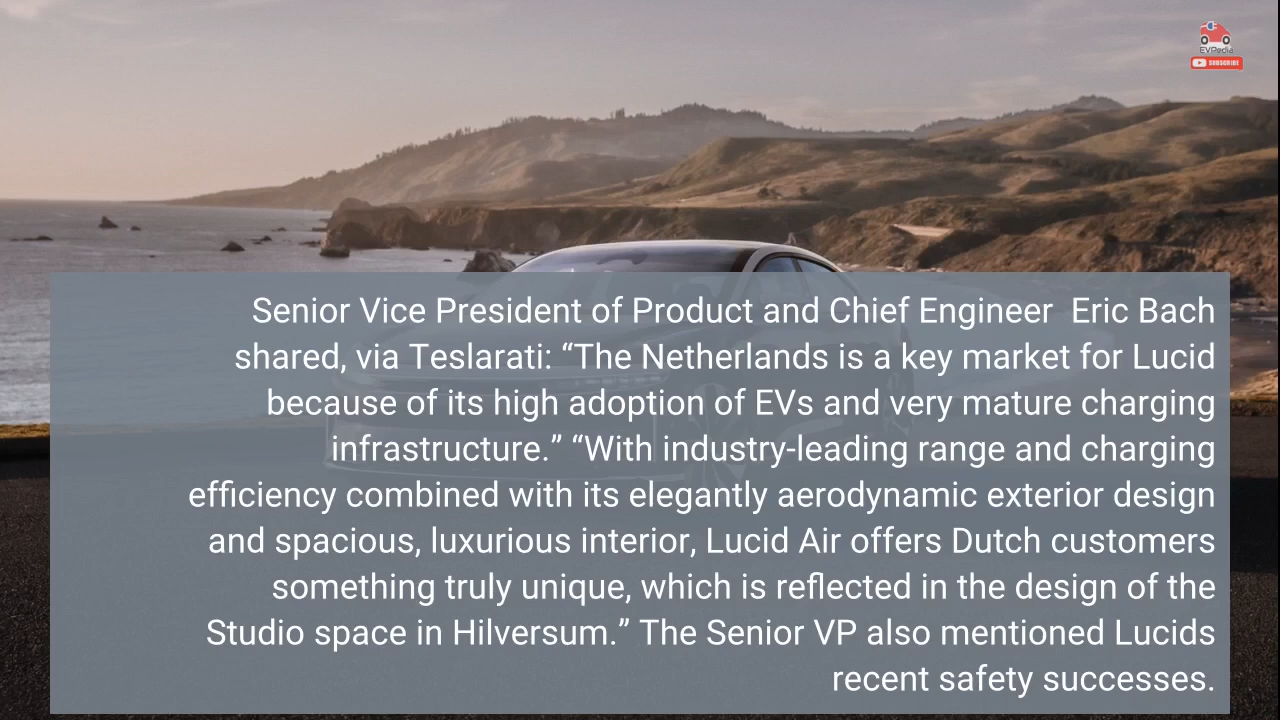 EVPedia
SUBSCRIBE
Senior Vice President of Product and Chief Engineer  Eric Bach
shared, via Teslarati: “The Netherlands is a key market for Lucid
because of its high adoption of EVs and very mature charging
infrastructure.” “With industry-leading range and charging
efficiency combined with its elegantly aerodynamic exterior design
and spacious, luxurious interior, Lucid Air offers Dutch customers
something truly unique, which is reflected in the design of the
Studio space in Hilversum.” The Senior VP also mentioned Lucids
recent safety successes.